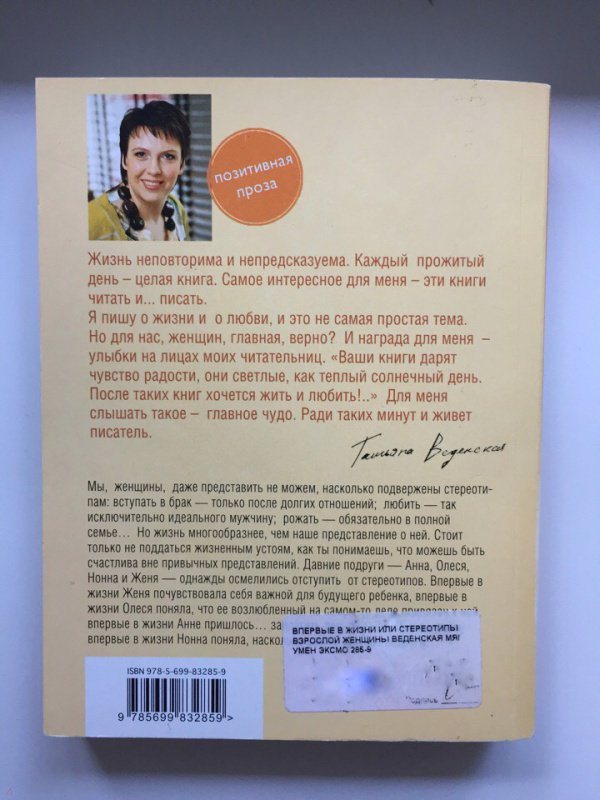 позитивная
проза
Жизнь неповторима и непредсказуема. Каждый прожитый
день – целая книга. Самое интересное для меня – эти книги
читать и... писать.
Я пишу о жизни и о любви, и это не самая простая тема.
Но для нас, женщин, главная, верно? И награда для меня –
улыбки на лицах моих читательниц. «Ваши книги дарят
чувство радости, они светлые, как теплый солнечный день.
После таких книг хочется жить и любить!..» Для меня
слышать такое – главное чудо. Ради таких минут и живет
писатель.
Татьяна Веденская
Мы, женщины, даже представить не можем, насколько подвержены стереоти-
пам: вступать в брак — только после долгих отношений; любить — так
исключительно идеального мужчину; рожать — обязательно в полной
семье... Но жизнь многообразнее, чем наше представление о ней. Стоит
только не поддаться жизненным устоям, как ты понимаешь, что можешь быть
счастлива вне привычных представлений. Давние подруги — Анна, Олеся,
Нонна и Женя — однажды осмелились отступить от стереотипов. Впервые в
жизни Женя почувствовала себя важной для будущего ребенка, впервые в
жизни Олеся поняла, что ее возлюбленный на самом-то деле привязан к ней,
впервые в жизни Анне пришлось...
впервые в жизни Нонна поняла,
ВПЕРВЫЕ В ЖИЗНИ ИЛИ СТЕРЕОТИПЫ
ВЗРОСЛОЙ ЖЕНЩИНЫ ВЕДЕНСКАЯ МЯГ
УМЕН ЭКСМО 285-9
ISBN 978-5-699-83285-9
9 785699 832859 >